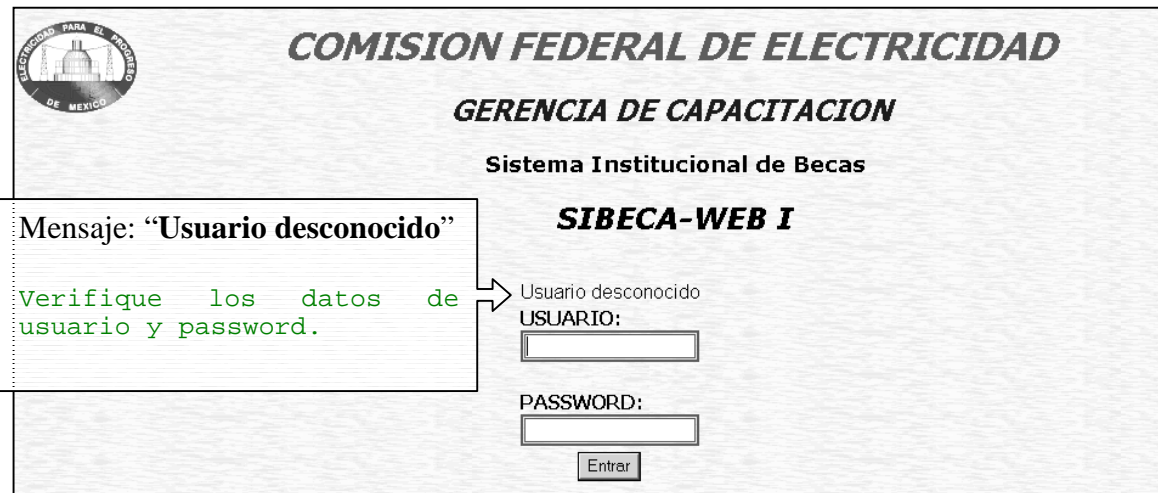 ELECTRICIDAD PARA EL PROGRESO
DE MEXICO
COMISION FEDERAL DE ELECTRICIDAD
GERENCIA DE CAPACITACION
Sistema Institucional de Becas
SIBECA-WEB I
Mensaje: “Usuario desconocido”
Verifique los datos de
usuario y password.
Usuario desconocido
USUARIO:
PASSWORD:
Entrar